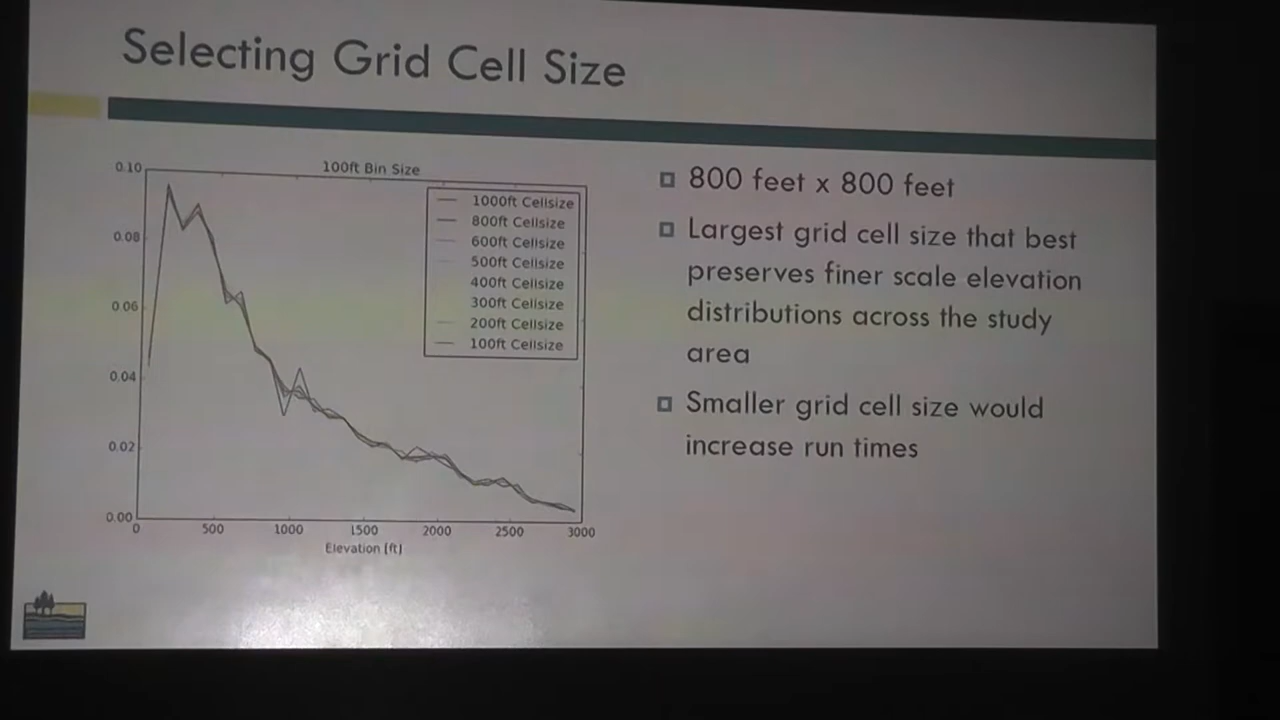 Selecting Grid Cell Size
100ft Bin Size
0.10
0.08
0.06
0.04
0.02
0.00
0 500 1000 1500 2000 2500 3000
Elevation [ft]
1000ft Cellsize
800ft Cellsize
600ft Cellsize
500ft Cellsize
400ft Cellsize
300ft Cellsize
200ft Cellsize
100ft Cellsize
800 feet x 800 feet
Largest grid cell size that best
preserves finer scale elevation
distributions across the study
area
Smaller grid cell size would
increase run times